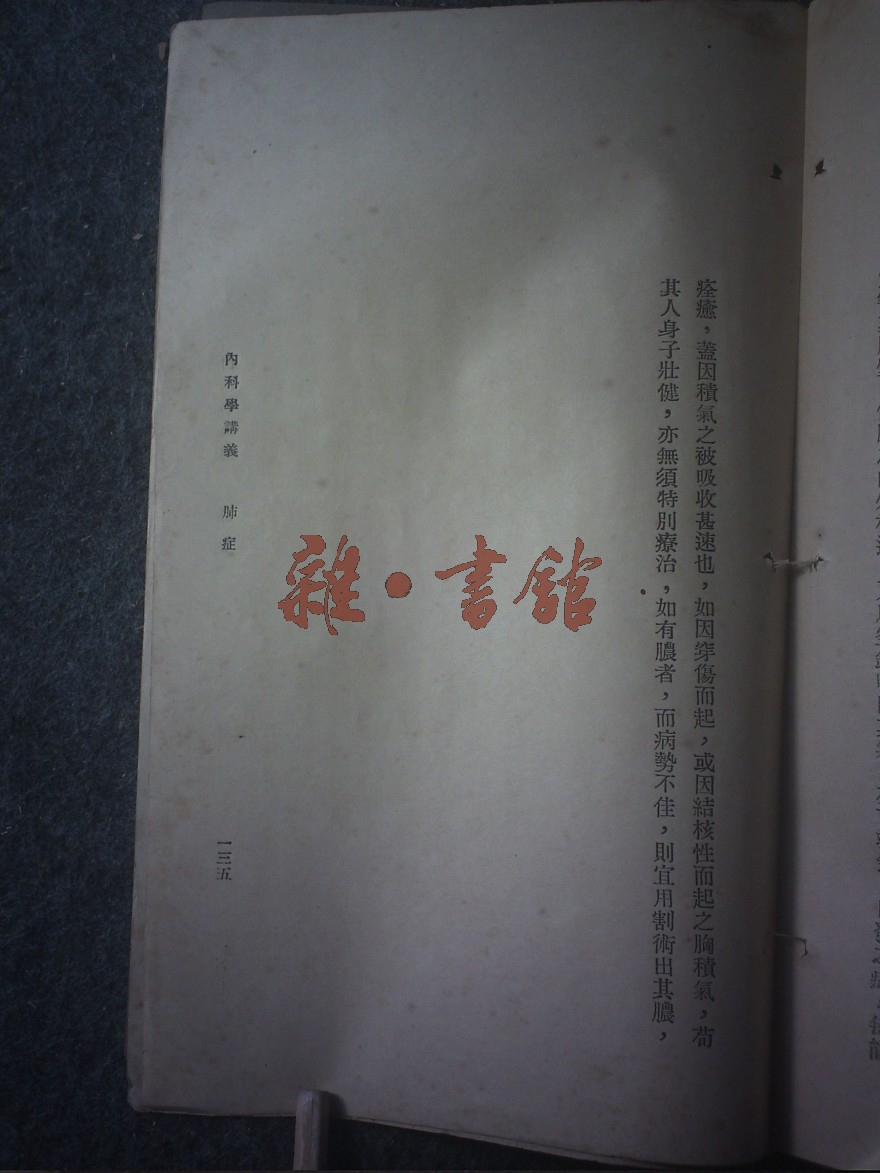 痊癒，蓋因積氣之被吸收甚速也，如因穿傷而起，或因結核性而起之胸積氣，苟
其人身子壯健，亦無須特別療治，如有膿者，而病勢不佳，則宜用割術出其膿，
內科學講義　肺症
一三五
雜·書館